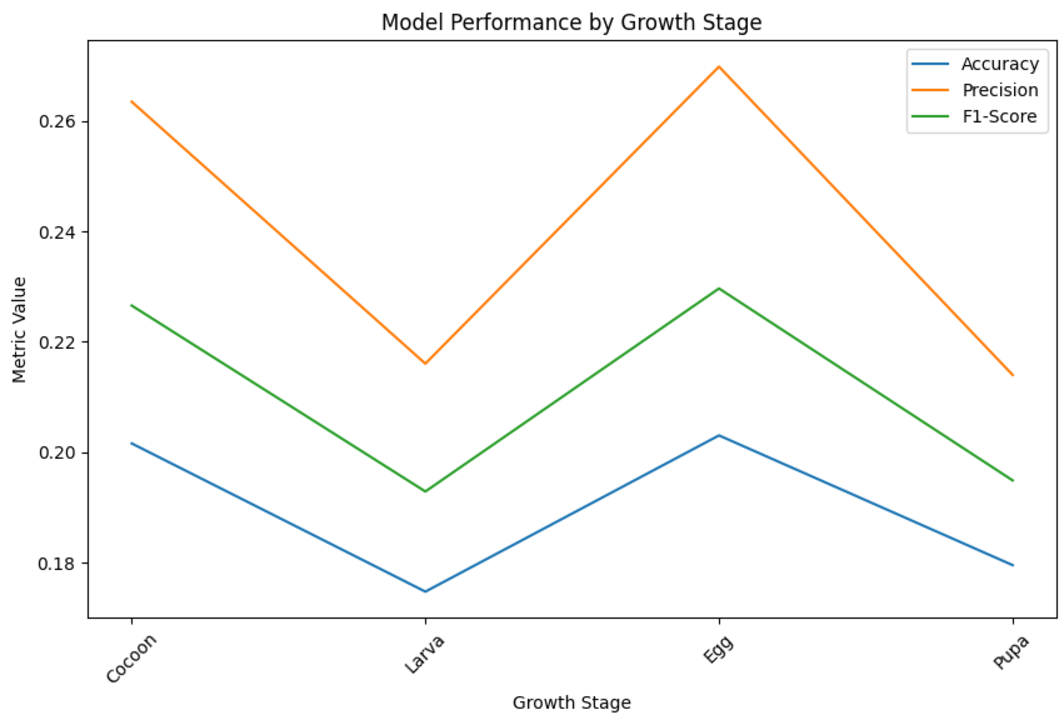 Model Performance by Growth Stage
Accuracy
Precision
F1-Score
Metric Value
0.26
0.24
0.22
0.20
0.18
Cocoon
Larva
Egg
Pupa
Growth Stage